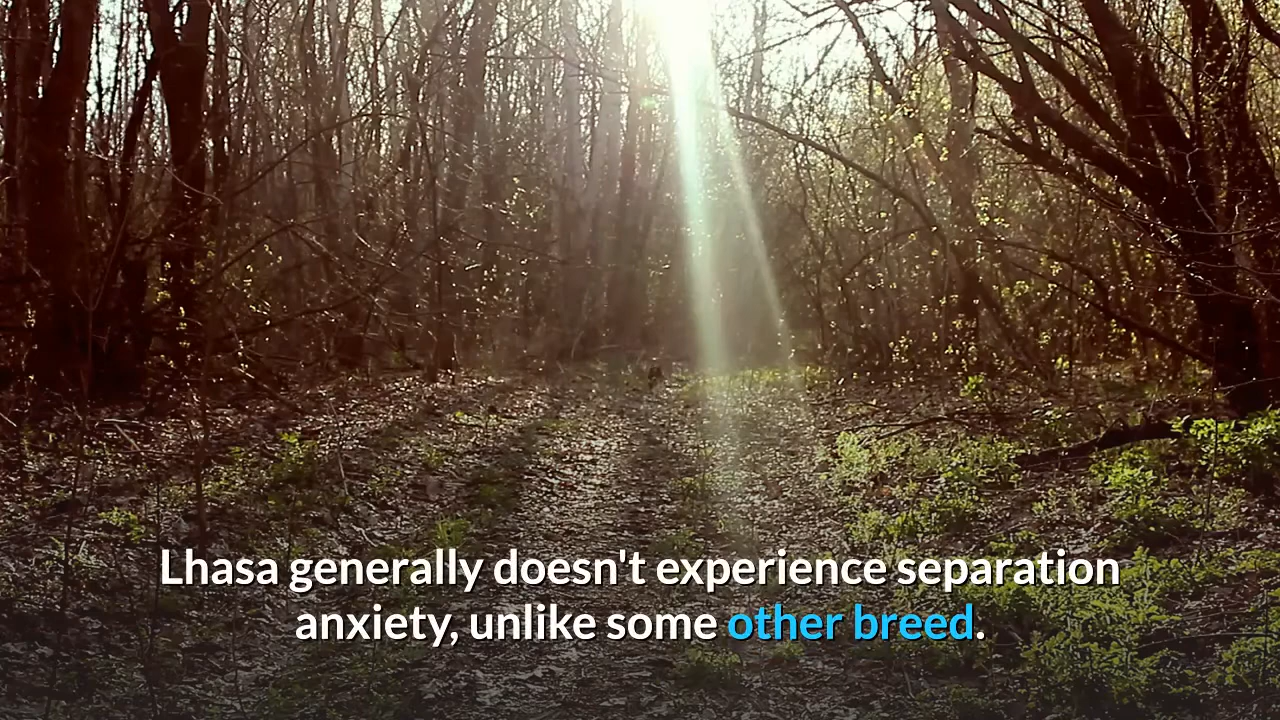 Lhasa generally doesn't experience separation
anxiety, unlike some other breed.